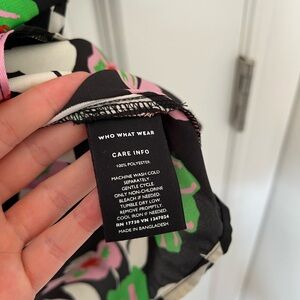 WHO WHAT WEAR
CARE INFO
100% POLYESTER
MACHINE WASH COLD
SEPARATELY
GENTLE CYCLE
ONLY NON-CHLORINE
BLEACH IF NEEDED
TUMBLE DRY LOW
REMOVE PROMPTLY
COOL IRON IF NEEDED
RN 17730 VN 1267024
MADE IN BANGLADESH